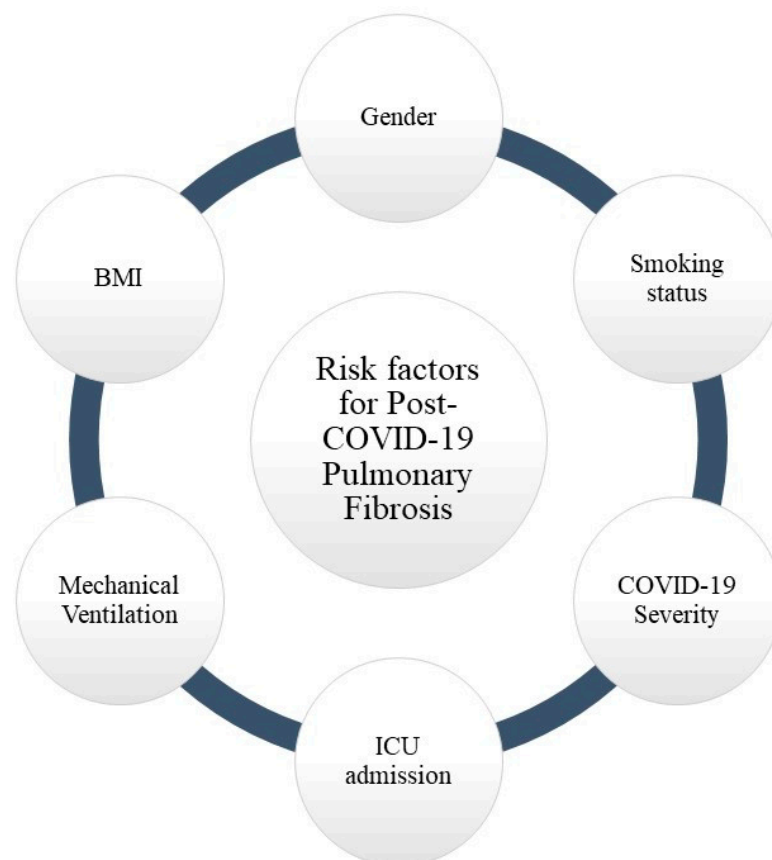 Gender
Smoking
status
COVID-19
Severity
ICU
admission
Mechanical
Ventilation
BMI
Risk factors
for Post-
COVID-19
Pulmonary
Fibrosis